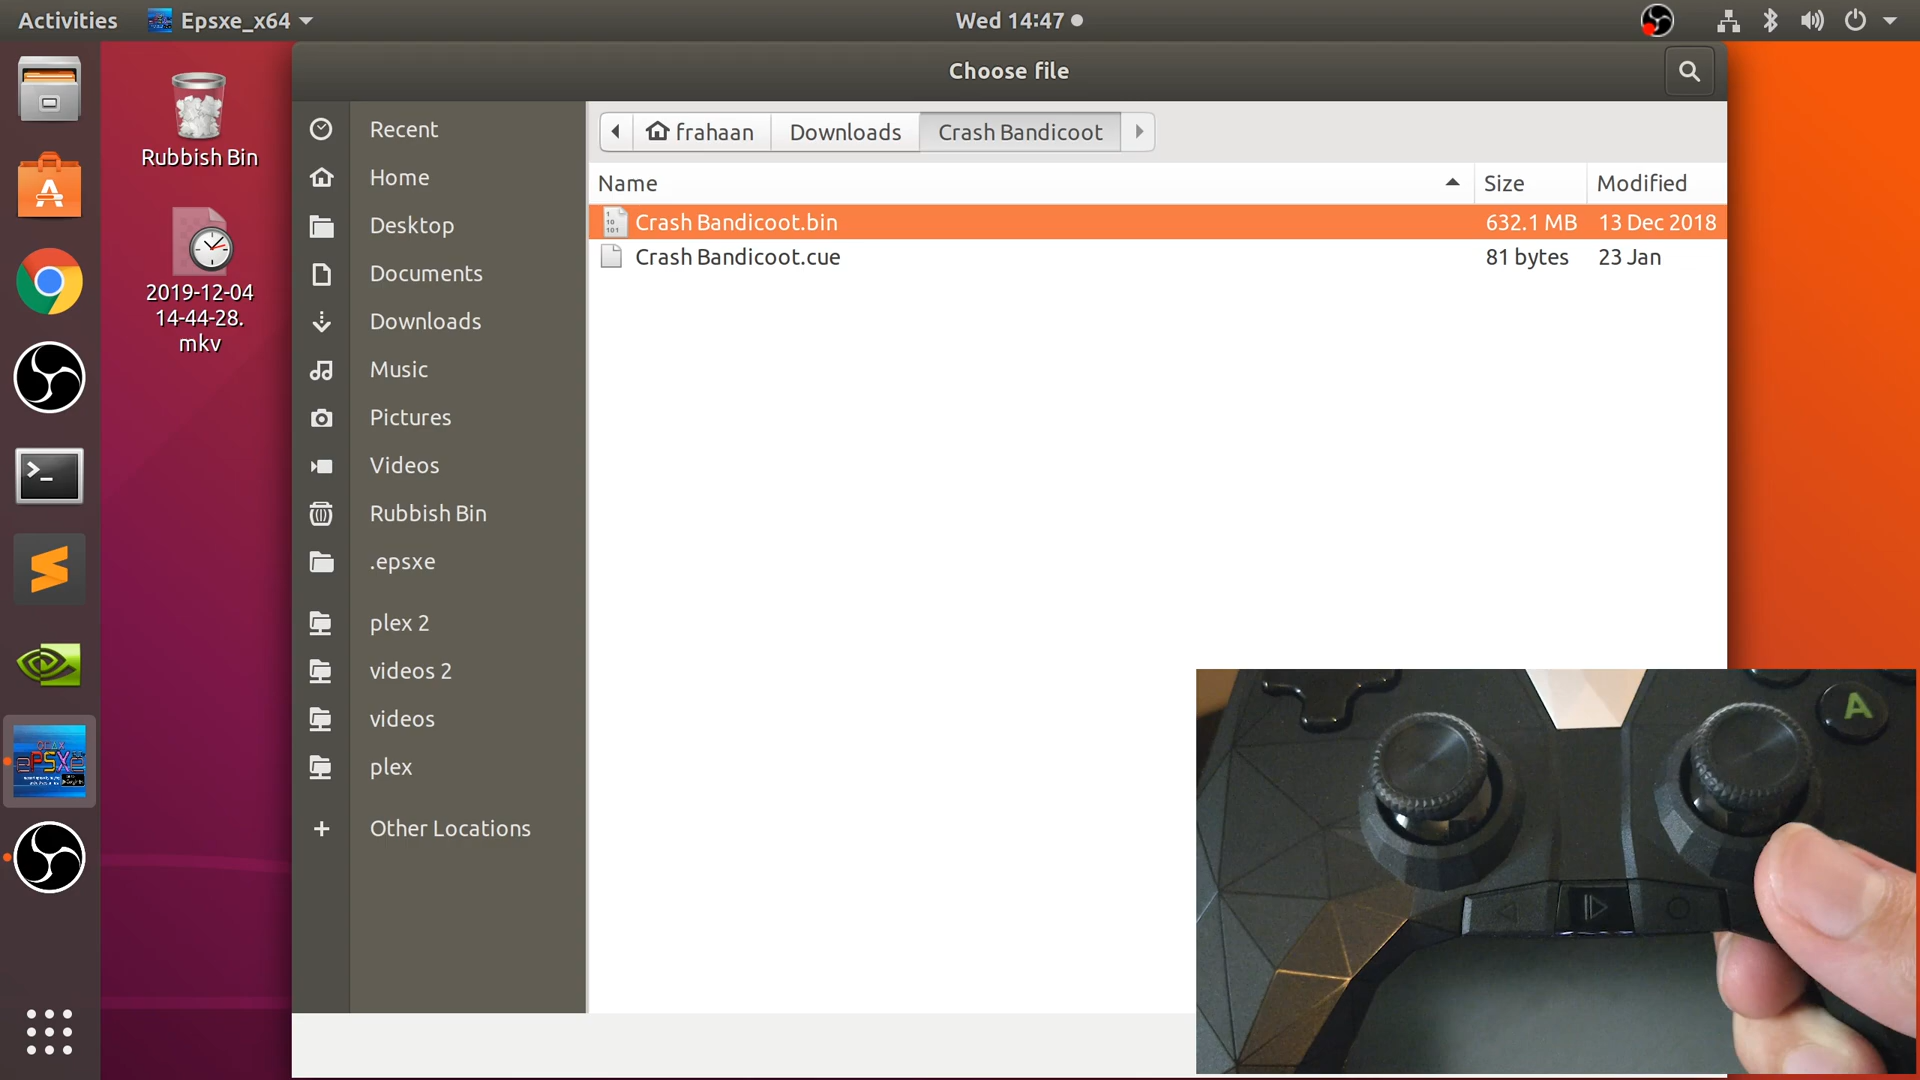 Activities
Epsxe_x64
Wed 14:47
Rubbish Bin
2019-12-04
14-44-28.
mkv
Choose file
Recent
Home
Desktop
Documents
Downloads
Music
Pictures
Videos
Rubbish Bin
.epsxe
plex 2
videos 2
videos
plex
Other Locations
frahaan
Downloads
Crash Bandicoot
Name
Size
Modified
Crash Bandicoot.bin
632.1 MB
13 Dec 2018
Crash Bandicoot.cue
81 bytes
23 Jan
ePSXe
A